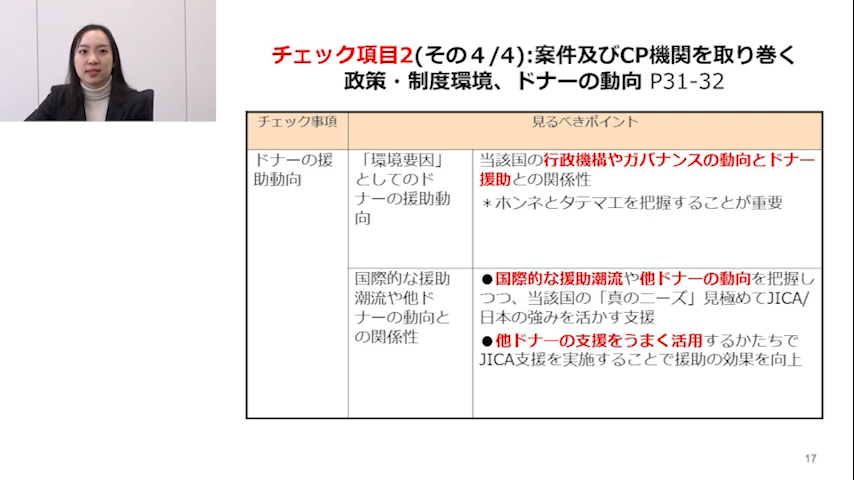 チェック項目2(その４/4):案件及びCP機関を取り巻く
政策・制度環境、ドナーの動向 P31-32
チェック事項
見るべきポイント
ドナーの援
助動向
「環境要因」
としてのド
ナーの援助動
向
当該国の行政機構やガバナンスの動向とドナー
援助との関係性
＊ホンネとタテマエを把握することが重要
国際的な援助
潮流や他ド
ナーの動向と
の関係性
●国際的な援助潮流や他ドナーの動向を把握し
つつ、当該国の「真のニーズ」見極めてJICA/
日本の強みを活かす支援
●他ドナーの支援をうまく活用するかたちで
JICA支援を実施することで援助の効果を向上
17